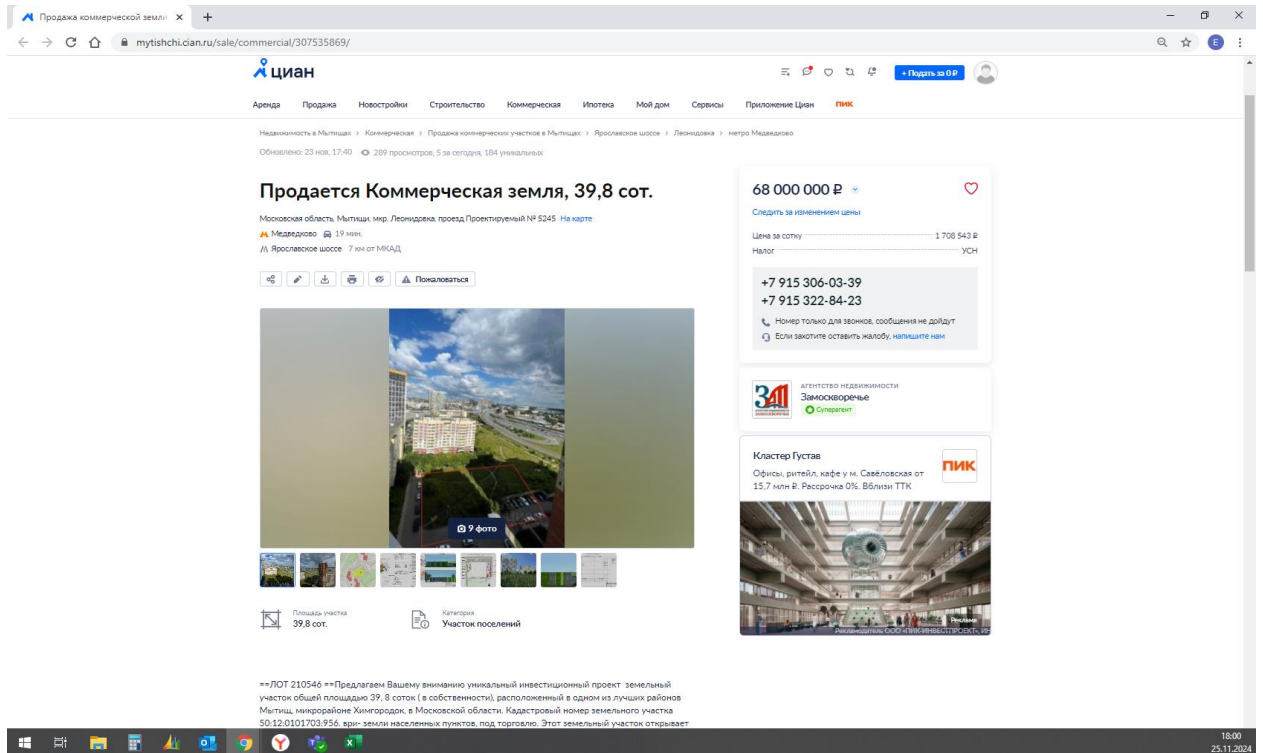 Продажа коммерческой земли
mytishchi.cian.ru/sale/commercial/307535869/
E
циан
+ Подать за 0 ₽
Аренда Продажа Новостройки Строительство Коммерческая Ипотека Мой дом Сервисы Приложение Циан ПИК
Недвижимость в Мытищах > Коммерческая > Продажа коммерческих участков в Мытищах > Ярославское шоссе > Леонидовка > метро Медведково
Обновлено: 23 ноя, 17:40 289 просмотров, 5 за сегодня, 184 уникальных
Продается Коммерческая земля, 39,8 сот.
Московская область, Мытищи, мкр. Леонидовка, проезд Проектируемый № 5245 На карте
Медведково 19 мин.
Ярославское шоссе 7 км от МКАД
Пожаловаться
9 фото
Площадь участка
39,8 сот.
Категория
Участок поселений
==ЛОТ 210546 ==Предлагаем Вашему вниманию уникальный инвестиционный проект земельный
участок общей площадью 39, 8 соток ( в собственности), расположенный в одном из лучших районов
Мытищ, микрорайоне Химгородок, в Московской области. Кадастровый номер земельного участка
50:12:0101703:956. ври- земли населенных пунктов, под торговлю. Этот земельный участок открывает
68 000 000 ₽
Следить за изменением цены
Цена за сотку 1 708 543 ₽
Налог УСН
+7 915 306-03-39
+7 915 322-84-23
Номер только для звонков, сообщения не дойдут
Если захотите оставить жалобу, напишите нам
ЗАМ
АГЕНТСТВО НЕДВИЖИМОСТИ
Замоскворечье
Суперагент
Кластер Густав
ПИК
Офисы, ритейл, кафе у м. Савёловская от
15,7 млн ₽. Рассрочка 0%. Вблизи ТТК
Реклама
Рекламодатель ООО «ПИК-ИНВЕСТПРОЕКТ», ИН
18:00
25.11.2024